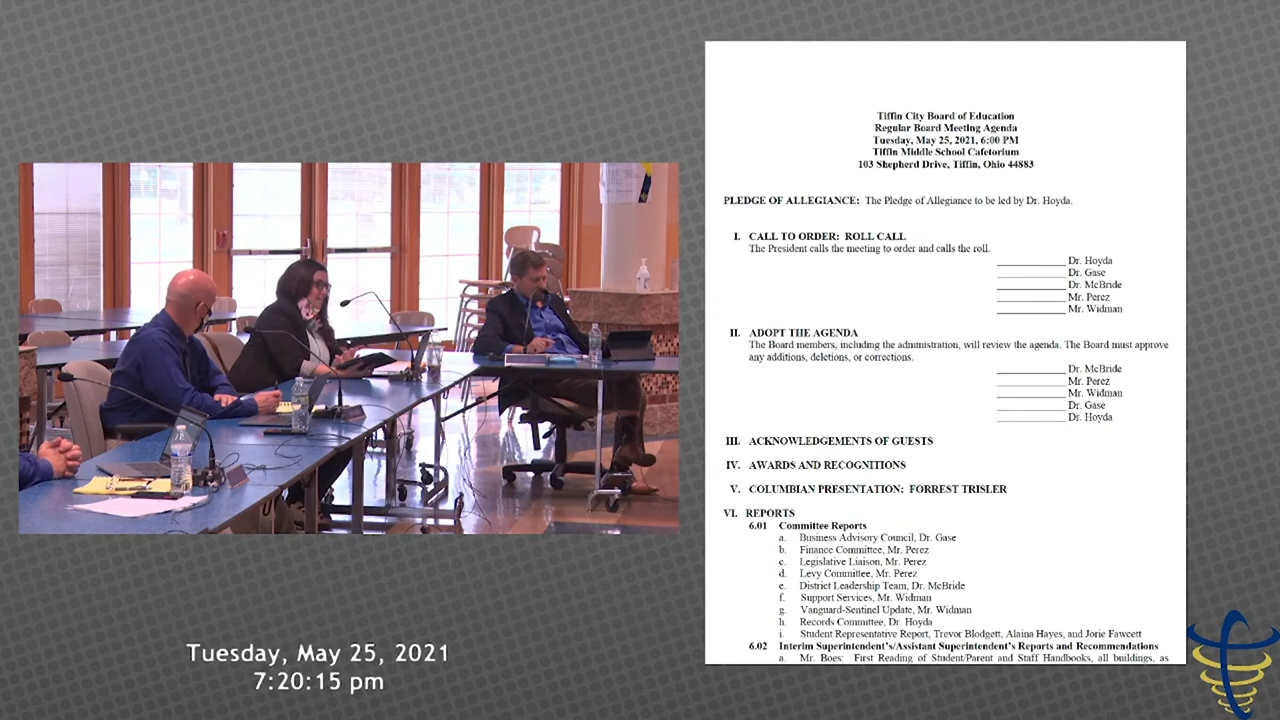 Tiffin City Board of Education
Regular Board Meeting Agenda
Tuesday, May 25, 2021, 6:00 PM
Tiffin Middle School Cafetorium
103 Shepherd Drive, Tiffin, Ohio 44883
PLEDGE OF ALLEGIANCE: The Pledge of Allegiance to be led by Dr. Hoyda.
I. CALL TO ORDER: ROLL CALL
The President calls the meeting to order and calls the roll.
____________ Dr. Hoyda
____________ Dr. Gase
____________ Dr. McBride
____________ Mr. Perez
____________ Mr. Widman
II. ADOPT THE AGENDA
The Board members, including the administration, will review the agenda. The Board must approve
any additions, deletions, or corrections.
____________ Dr. McBride
____________ Mr. Perez
____________ Mr. Widman
____________ Dr. Gase
____________ Dr. Hoyda
III. ACKNOWLEDGEMENTS OF GUESTS
IV. AWARDS AND RECOGNITIONS
V. COLUMBIAN PRESENTATION: FORREST TRISLER
VI. REPORTS
6.01 Committee Reports
a. Business Advisory Council, Dr. Gase
b. Finance Committee, Mr. Perez
c. Legislative Liaison, Mr. Perez
d. Levy Committee, Mr. Perez
e. District Leadership Team, Dr. McBride
f. Support Services, Mr. Widman
g. Vanguard-Sentinel Update, Mr. Widman
h. Records Committee, Dr. Hoyda
i. Student Representative Report, Trevor Blodgett, Alaina Hayes, and Jorie Fawcett
6.02 Interim Superintendent's/Assistant Superintendent's Reports and Recommendations
a. Mr. Boes: First Reading of Student/Parent and Staff Handbooks, all buildings, as
Tuesday, May 25, 2021
7:20:15 pm